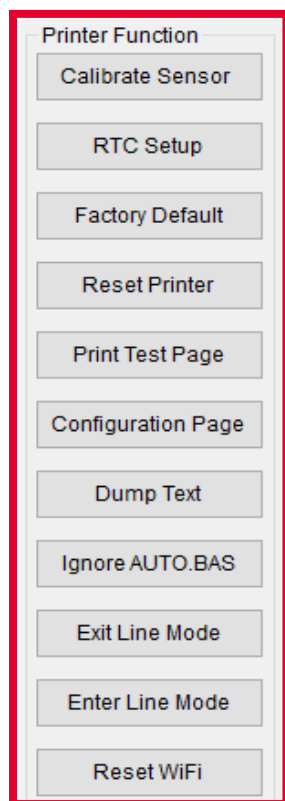 Printer Function
Calibrate Sensor
RTC Setup
Factory Default
Reset Printer
Print Test Page
Configuration Page
Dump Text
Ignore AUTO.BAS
Exit Line Mode
Enter Line Mode
Reset WiFi